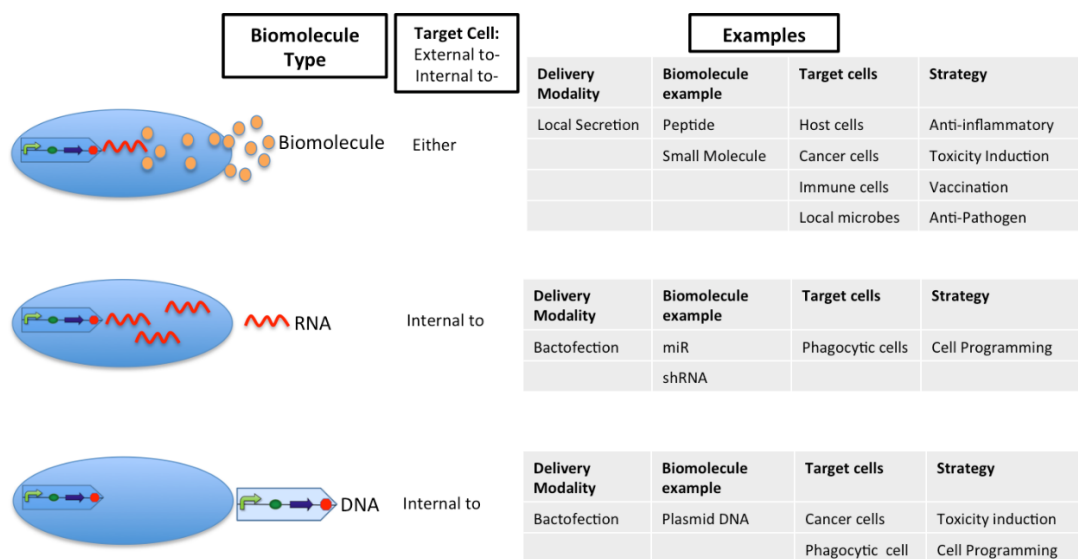 Biomolecule
Type
Target Cell:
External to-
Internal to-
Examples
Delivery Modality
Biomolecule example
Target cells
Strategy
Biomolecule
Either
Local Secretion
Peptide
Host cells
Anti-inflammatory
Small Molecule
Cancer cells
Toxicity Induction
Immune cells
Vaccination
Local microbes
Anti-Pathogen
Delivery Modality
Biomolecule example
Target cells
Strategy
RNA
Internal to
Bactofection
miR
Phagocytic cells
Cell Programming
shRNA
Delivery Modality
Biomolecule example
Target cells
Strategy
DNA
Internal to
Bactofection
Plasmid DNA
Cancer cells
Toxicity induction
Phagocytic cell
Cell Programming